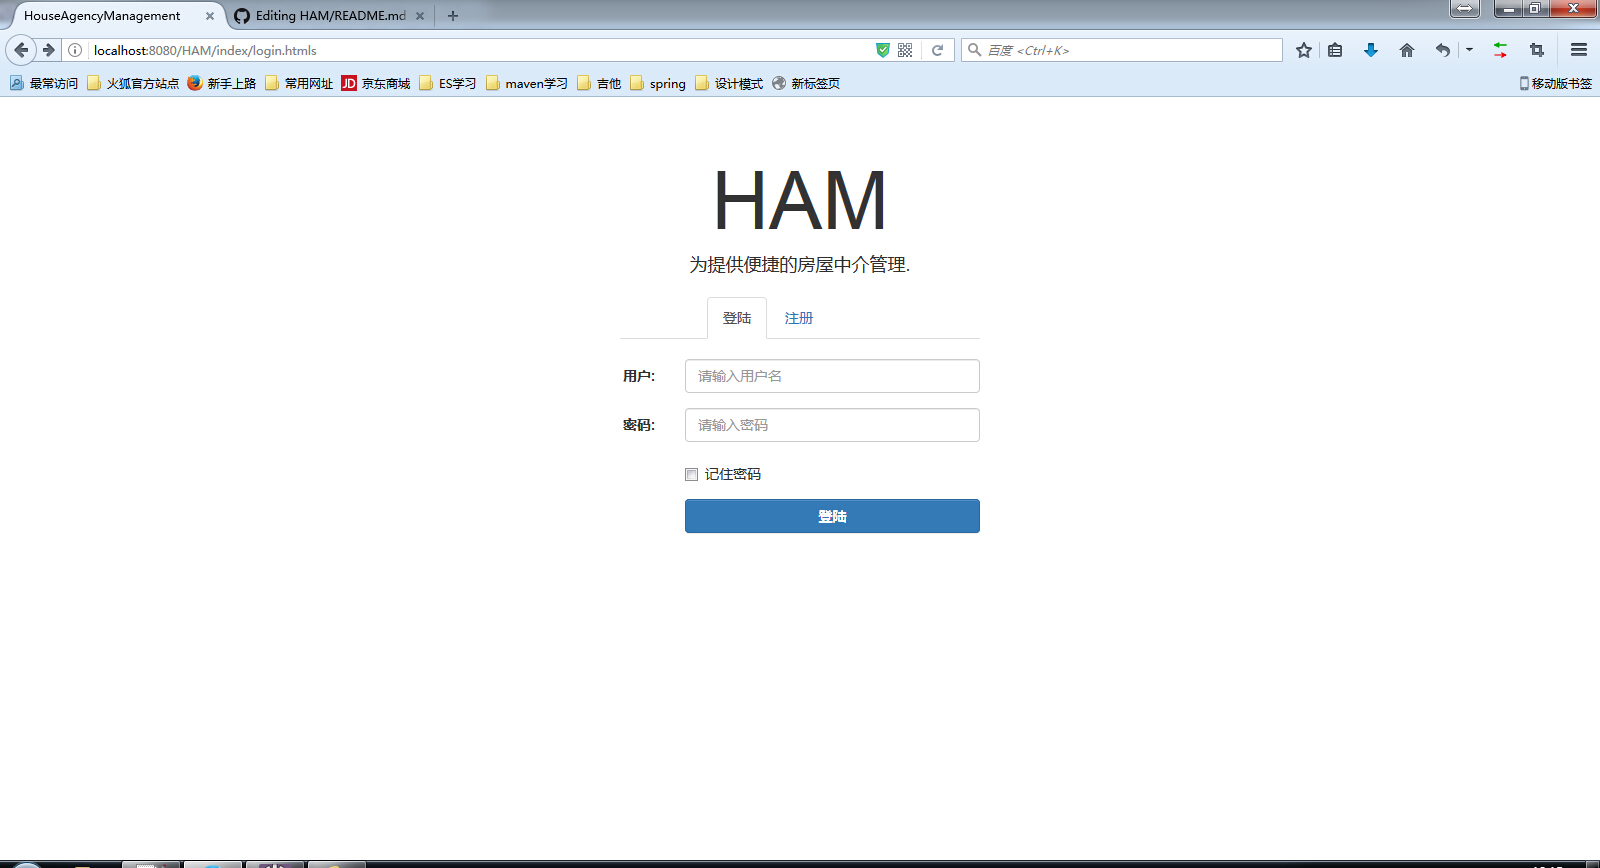 HouseAgencyManagement
Editing HAM/README.md
localhost:8080/HAM/index/login.htmls
百度 <Ctrl+K>
最常访问 火狐官方站点 新手上路 常用网址 JD 京东商城 ES学习 maven学习 吉他 spring 设计模式 新标签页 移动版书签
HAM
为提供便捷的房屋中介管理.
登陆 注册
用户: 请输入用户名
密码: 请输入密码
记住密码
登陆